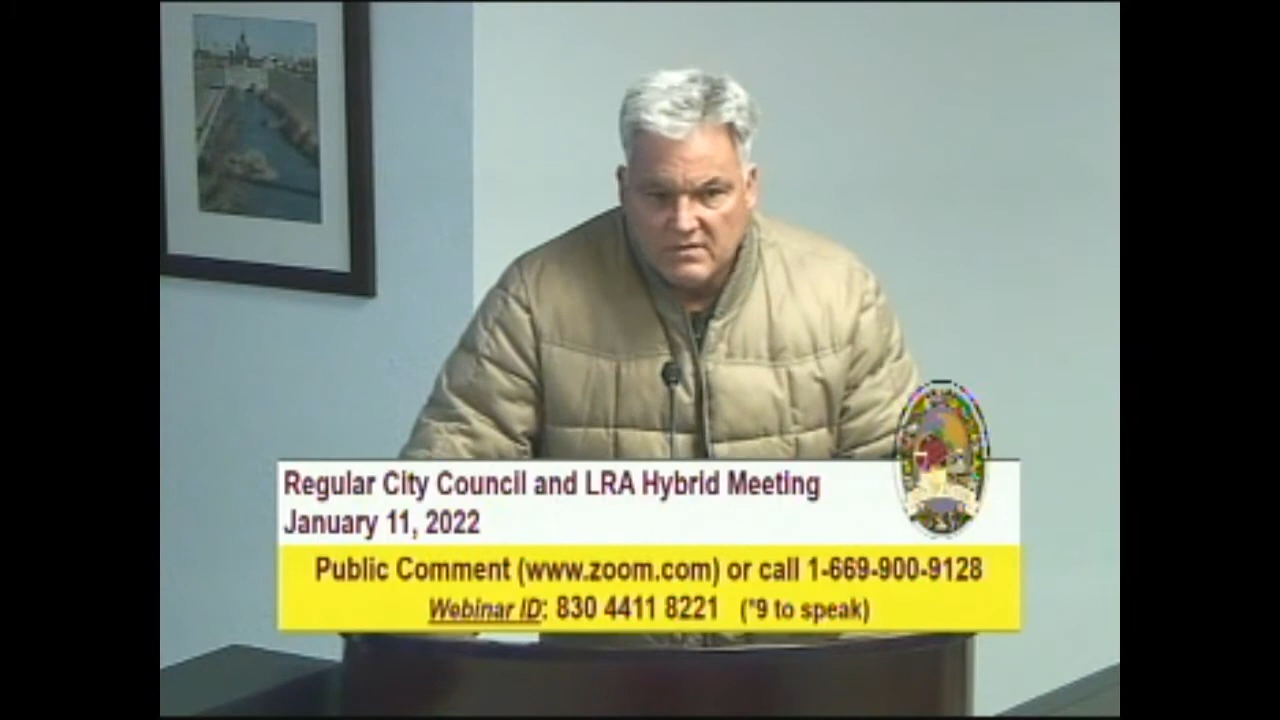 Regular City Council and LRA Hybrid Meeting
January 11, 2022
Public Comment (www.zoom.com) or call 1-669-900-9128
Webinar ID: 830 4411 8221 (*9 to speak)